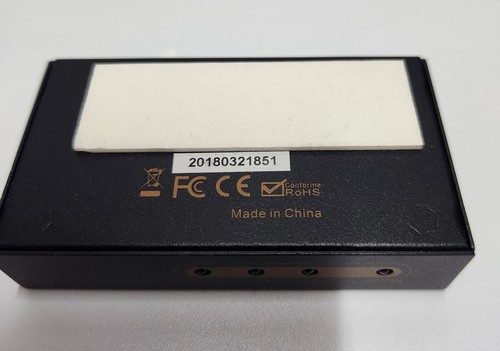 20180321851
FC CE Conforme
RoHS
Made in China